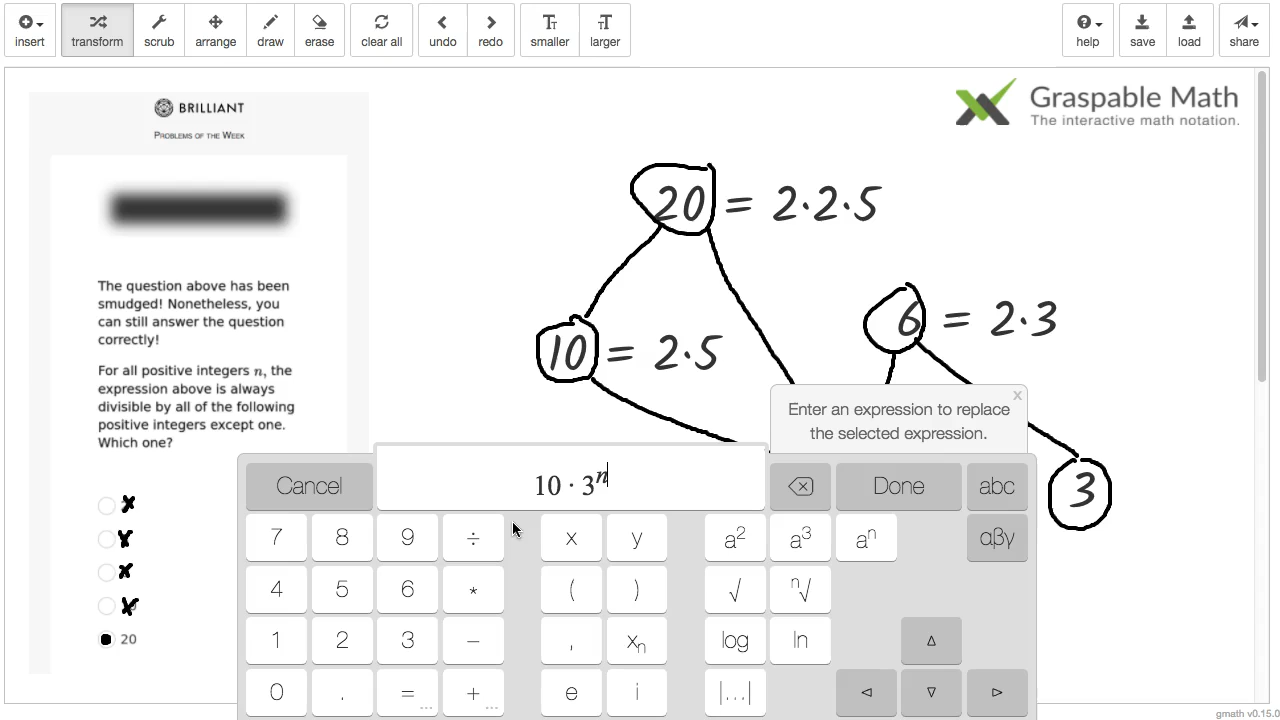 insert transform scrub arrange draw erase clear all undo redo smaller larger help save load share
BRILLIANT
PROBLEMS OF THE WEEK
Graspable Math
The interactive math notation.
The question above has been
smudged! Nonetheless, you
can still answer the question
correctly!
For all positive integers n, the
expression above is always
divisible by all of the following
positive integers except one.
Which one?
20
20 = 2·2·5
10 = 2·5
6 = 2·3
3
Enter an expression to replace x
the selected expression.
Cancel 10 · 3ⁿ Done abc
7 8 9 ÷ x y a² a³ aⁿ αβγ
4 5 6 * ( ) √ ⁿ√
1 2 3 − , xₙ log ln
0 . = ... + ... e i |...|
gmath v0.15.0